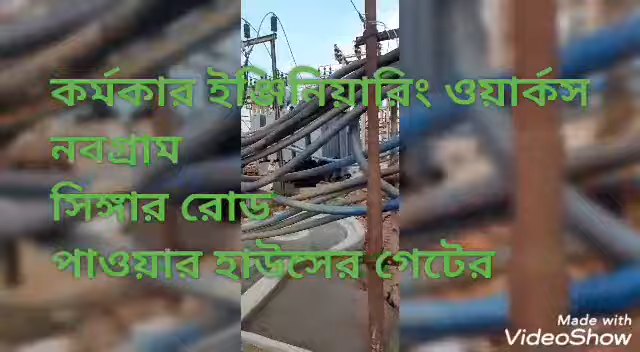 কর্মকার ইঞ্জিনিয়ারিং ওয়ার্কস
নবগ্রাম
সিঙ্গার রোড
পাওয়ার হাউসের গেটের
Made with
VideoShow